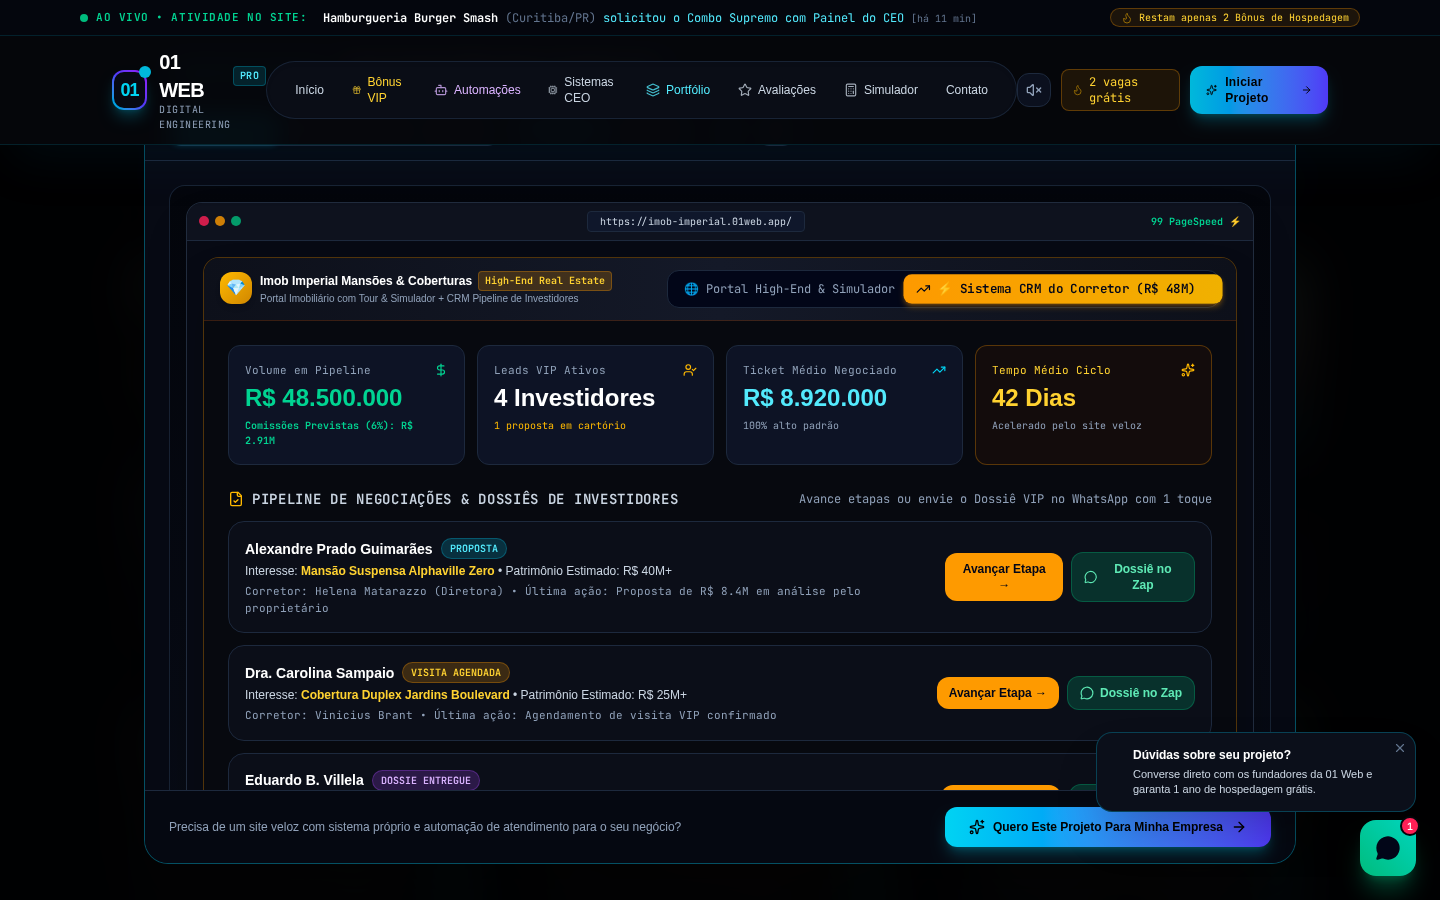 AO VIVO • ATIVIDADE NO SITE: Hamburgueria Burger Smash (Curitiba/PR) solicitou o Combo Supremo com Painel do CEO [há 11 min]
Restam apenas 2 Bônus de Hospedagem
01
01 WEB
PRO
DIGITAL ENGINEERING
Início
Bônus VIP
Automações
Sistemas CEO
Portfólio
Avaliações
Simulador
Contato
2 vagas grátis
Iniciar Projeto
https://imob-imperial.01web.app/
99 PageSpeed ⚡
Imob Imperial Mansões & Coberturas
High-End Real Estate
Portal Imobiliário com Tour & Simulador + CRM Pipeline de Investidores
🌐 Portal High-End & Simulador
⚡ Sistema CRM do Corretor (R$ 48M)
Volume em Pipeline
R$ 48.500.000
Comissões Previstas (6%): R$
2.91M
Leads VIP Ativos
4 Investidores
1 proposta em cartório
Ticket Médio Negociado
R$ 8.920.000
100% alto padrão
Tempo Médio Ciclo
42 Dias
Acelerado pelo site veloz
PIPELINE DE NEGOCIAÇÕES & DOSSIÊS DE INVESTIDORES
Avance etapas ou envie o Dossiê VIP no WhatsApp com 1 toque
Alexandre Prado Guimarães
PROPOSTA
Interesse: Mansão Suspensa Alphaville Zero • Patrimônio Estimado: R$ 40M+
Corretor: Helena Matarazzo (Diretora) • Última ação: Proposta de R$ 8.4M em análise pelo
proprietário
Avançar Etapa
→
Dossiê no
Zap
Dra. Carolina Sampaio
VISITA AGENDADA
Interesse: Cobertura Duplex Jardins Boulevard • Patrimônio Estimado: R$ 25M+
Corretor: Vinicius Brant • Última ação: Agendamento de visita VIP confirmado
Avançar Etapa →
Dossiê no Zap
Eduardo B. Villela
DOSSIE ENTREGUE
Dúvidas sobre seu projeto?
Converse direto com os fundadores da 01 Web e
garanta 1 ano de hospedagem grátis.
Precisa de um site veloz com sistema próprio e automação de atendimento para o seu negócio?
Quero Este Projeto Para Minha Empresa
1